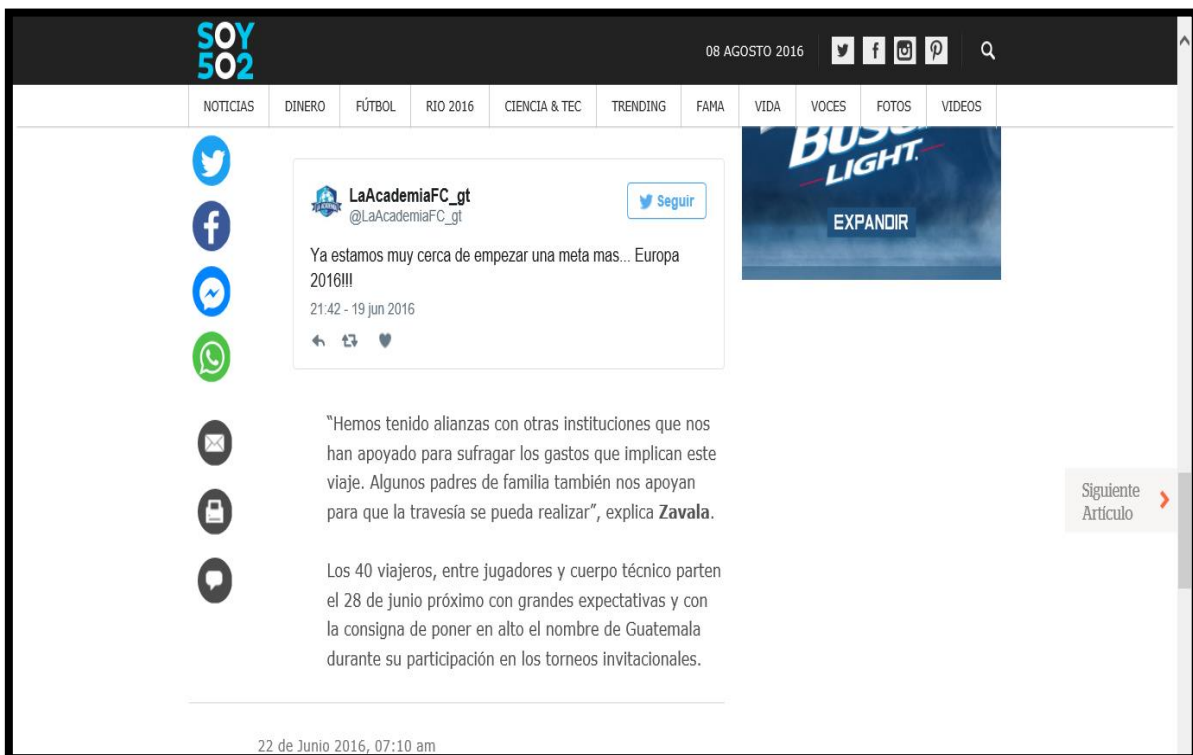 SOY
502
08 AGOSTO 2016
NOTICIAS DINERO FÚTBOL RIO 2016 CIENCIA & TEC TRENDING FAMA VIDA VOCES FOTOS VIDEOS
LIGHT.
EXPANDIR
LaAcademiaFC_gt
@LaAcademiaFC_gt
Seguir
Ya estamos muy cerca de empezar una meta mas... Europa
2016!!!
21:42 - 19 jun 2016
“Hemos tenido alianzas con otras instituciones que nos
han apoyado para sufragar los gastos que implican este
viaje. Algunos padres de familia también nos apoyan
para que la travesía se pueda realizar”, explica Zavala.
Los 40 viajeros, entre jugadores y cuerpo técnico parten
el 28 de junio próximo con grandes expectativas y con
la consigna de poner en alto el nombre de Guatemala
durante su participación en los torneos invitacionales.
Siguiente
Artículo
22 de Junio 2016, 07:10 am